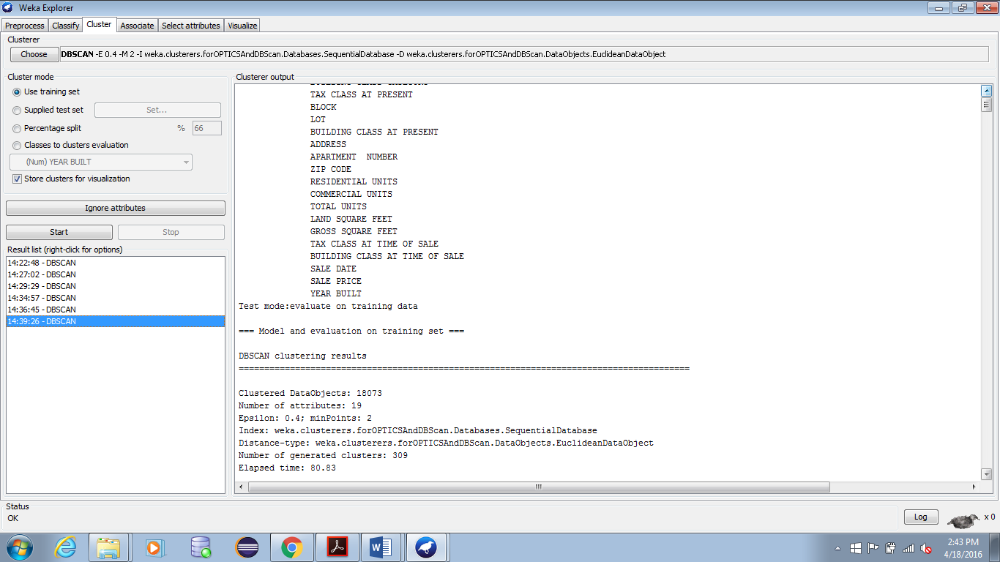 Weka Explorer
Preprocess Classify Cluster Associate Select attributes Visualize
Clusterer
Choose DBSCAN -E 0.4 -M 2 -I weka.clusterers.forOPTICSAndDBScan.Databases.SequentialDatabase -D weka.clusterers.forOPTICSAndDBScan.DataObjects.EuclideanDataObject
Cluster mode
Use training set
Supplied test set Set...
Percentage split % 66
Classes to clusters evaluation
(Num) YEAR BUILT
Store clusters for visualization
Ignore attributes
Start Stop
Result list (right-click for options)
14:22:48 - DBSCAN
14:27:02 - DBSCAN
14:29:29 - DBSCAN
14:34:57 - DBSCAN
14:36:45 - DBSCAN
14:39:26 - DBSCAN
Clusterer output
TAX CLASS AT PRESENT
BLOCK
LOT
BUILDING CLASS AT PRESENT
ADDRESS
APARTMENT  NUMBER
ZIP CODE
RESIDENTIAL UNITS
COMMERCIAL UNITS
TOTAL UNITS
LAND SQUARE FEET
GROSS SQUARE FEET
TAX CLASS AT TIME OF SALE
BUILDING CLASS AT TIME OF SALE
SALE DATE
SALE PRICE
YEAR BUILT
Test mode:evaluate on training data
=== Model and evaluation on training set ===
DBSCAN clustering results
========================================================================================
Clustered DataObjects: 18073
Number of attributes: 19
Epsilon: 0.4; minPoints: 2
Index: weka.clusterers.forOPTICSAndDBScan.Databases.SequentialDatabase
Distance-type: weka.clusterers.forOPTICSAndDBScan.DataObjects.EuclideanDataObject
Number of generated clusters: 309
Elapsed time: 80.83
Status
OK
Log x 0
2:43 PM
4/18/2016